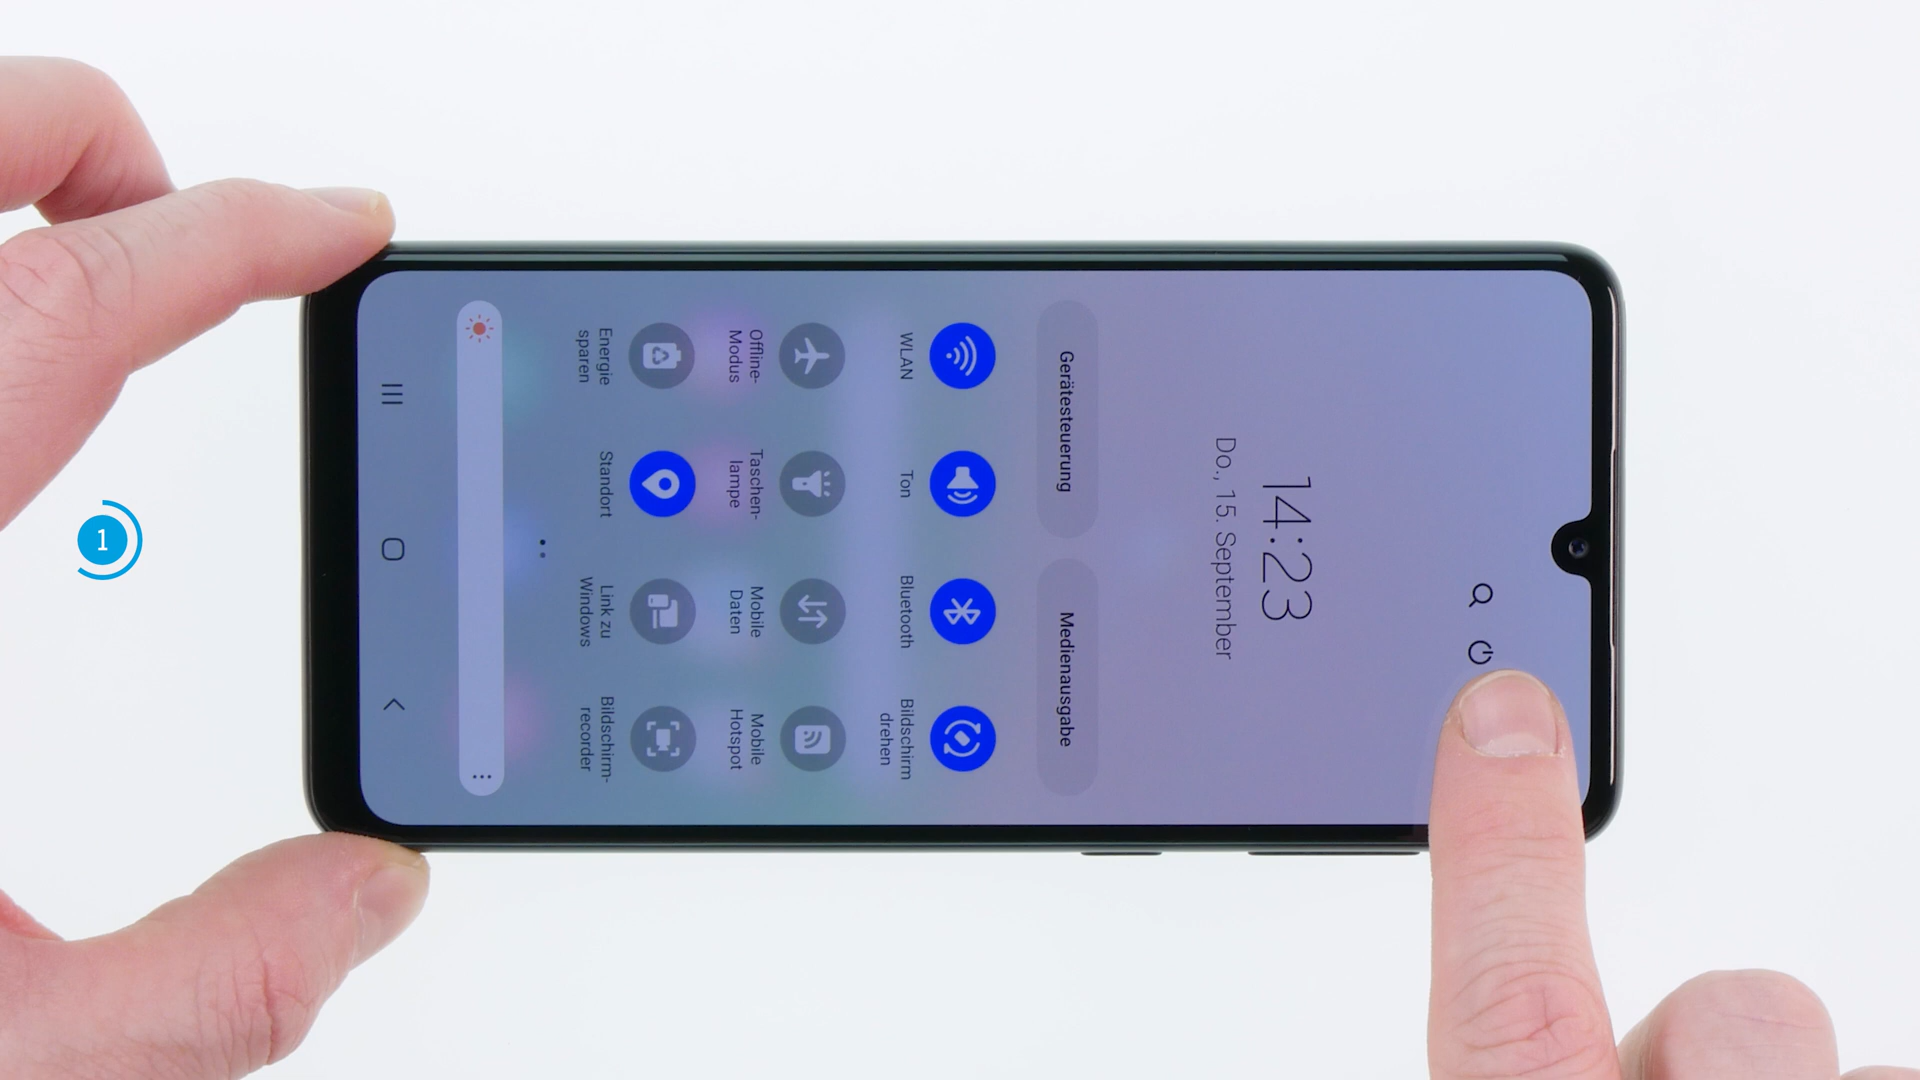 14:23
Do., 15. September
Gerätesteuerung
Medienausgabe
WLAN
Ton
Bluetooth
Bildschirm
drehen
Offline-
Modus
Taschen-
lampe
Mobile
Daten
Mobile
Hotspot
Energie
sparen
Standort
Link zu
Windows
Bildschirm-
recorder
1